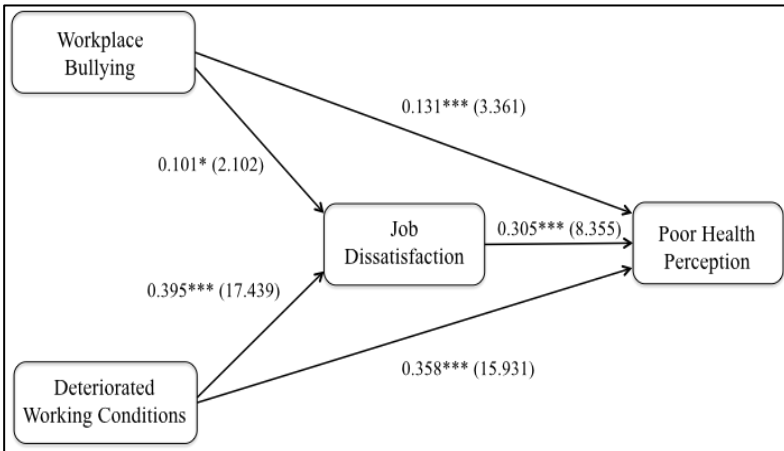 Workplace
Bullying
0.131*** (3.361)
0.101* (2.102)
Job
Dissatisfaction
0.305*** (8.355)
Poor Health
Perception
0.395*** (17.439)
0.358*** (15.931)
Deteriorated
Working Conditions